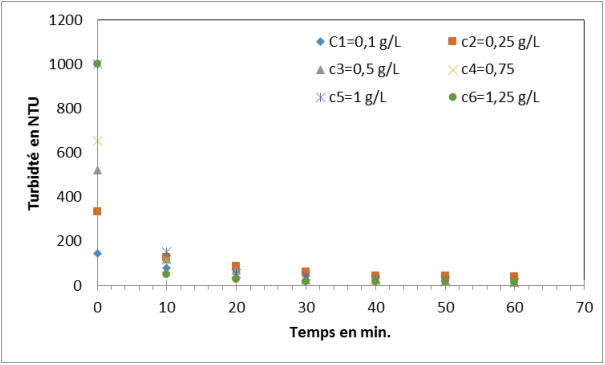 1200
1000
800
600
400
200
0
Turbidté en NTU
C1=0,1 g/L
c2=0,25 g/L
c3=0,5 g/L
c4=0,75
c5=1 g/L
c6=1,25 g/L
0 10 20 30 40 50 60 70
Temps en min.